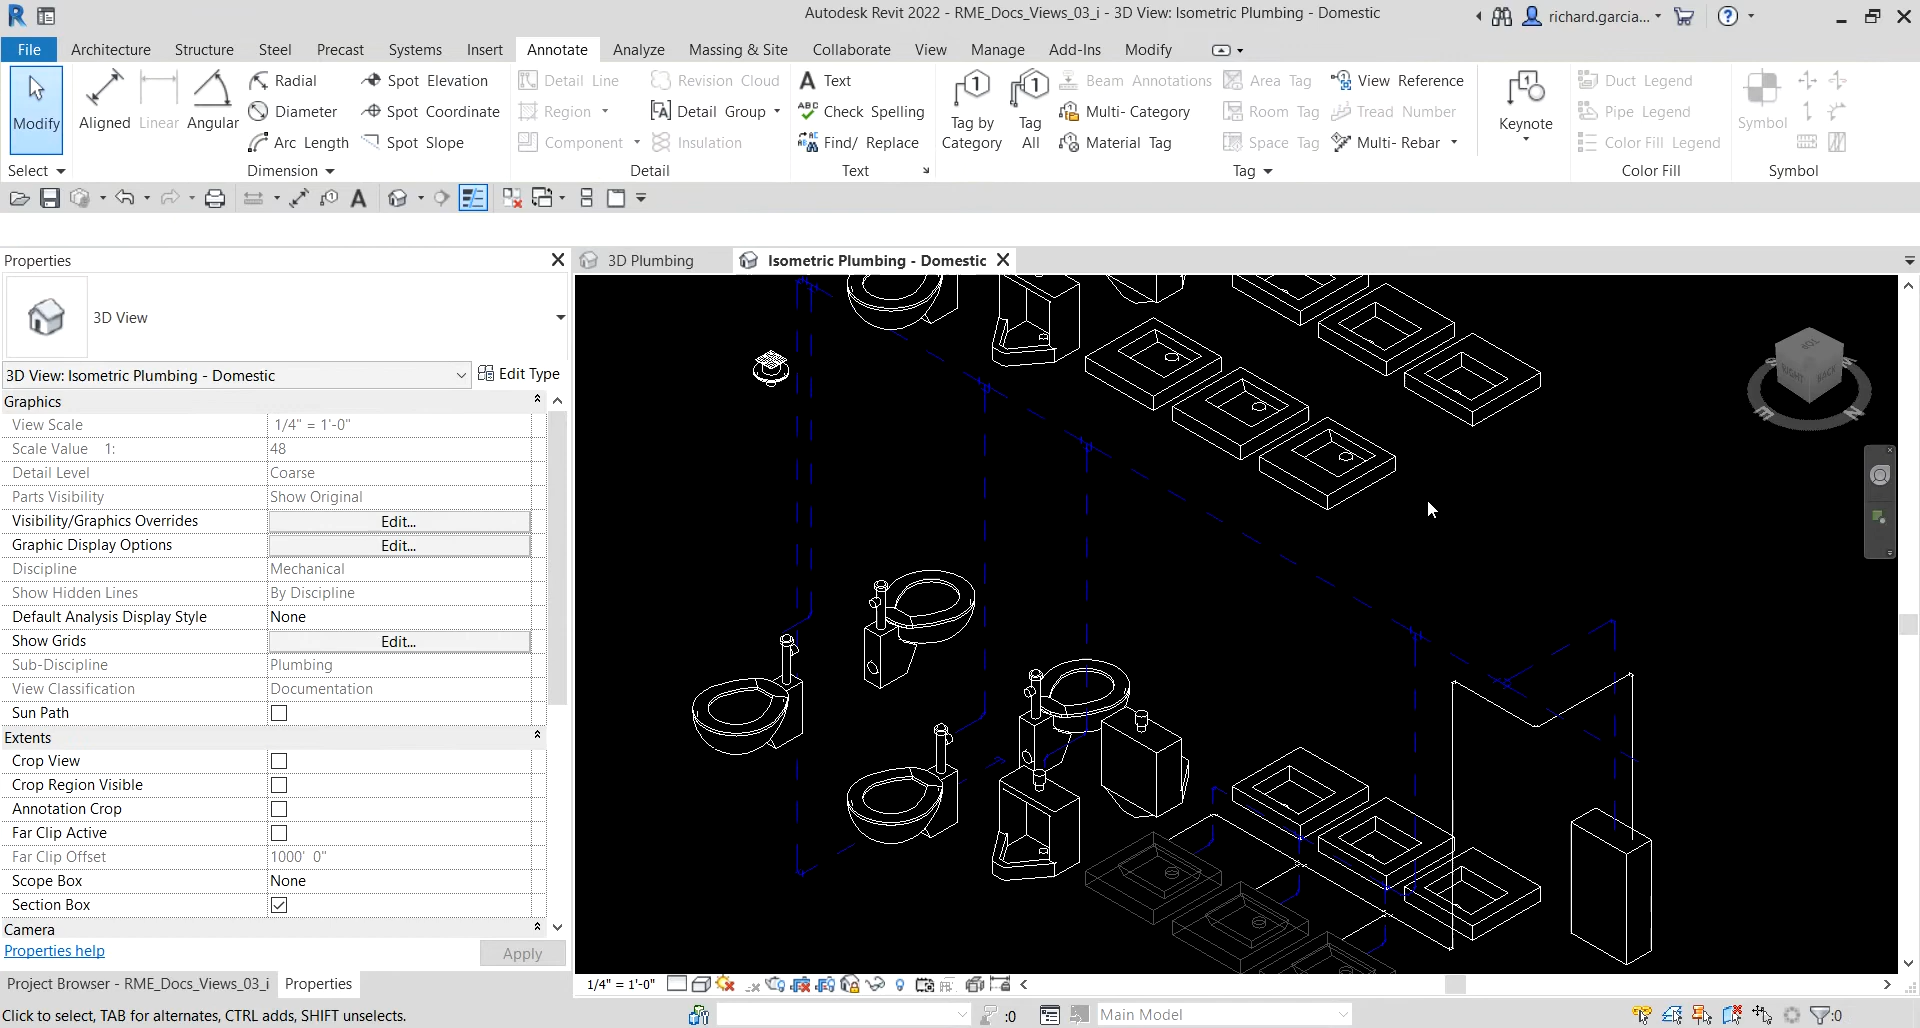 Autodesk Revit 2022 - RME_Docs_Views_03_i - 3D View: Isometric Plumbing - Domestic
richard.garcia...
File Architecture Structure Steel Precast Systems Insert Annotate Analyze Massing & Site Collaborate View Manage Add-Ins Modify
Modify
Select
Aligned
Linear
Angular
Radial
Diameter
Arc Length
Spot Elevation
Spot Coordinate
Spot Slope
Dimension
Detail Line
Region
Component
Revision Cloud
Detail Group
Insulation
Detail
Text
Check Spelling
Find/ Replace
Text
Tag by
Category
Tag
All
Beam Annotations
Multi- Category
Material Tag
Area Tag
Room Tag
Space Tag
View Reference
Tread Number
Multi- Rebar
Tag
Keynote
Duct Legend
Pipe Legend
Color Fill Legend
Color Fill
Symbol
Symbol
Properties
3D View
3D View: Isometric Plumbing - Domestic
Edit Type
Graphics
View Scale 1/4" = 1'-0"
Scale Value 1: 48
Detail Level Coarse
Parts Visibility Show Original
Visibility/Graphics Overrides Edit...
Graphic Display Options Edit...
Discipline Mechanical
Show Hidden Lines By Discipline
Default Analysis Display Style None
Show Grids Edit...
Sub-Discipline Plumbing
View Classification Documentation
Sun Path
Extents
Crop View
Crop Region Visible
Annotation Crop
Far Clip Active
Far Clip Offset 1000' 0"
Scope Box None
Section Box
Camera
Properties help
Apply
Project Browser - RME_Docs_Views_03_i Properties
3D Plumbing
Isometric Plumbing - Domestic
TOP
RIGHT
BACK
E
N
1/4" = 1'-0"
Click to select, TAB for alternates, CTRL adds, SHIFT unselects.
:0
Main Model
:0